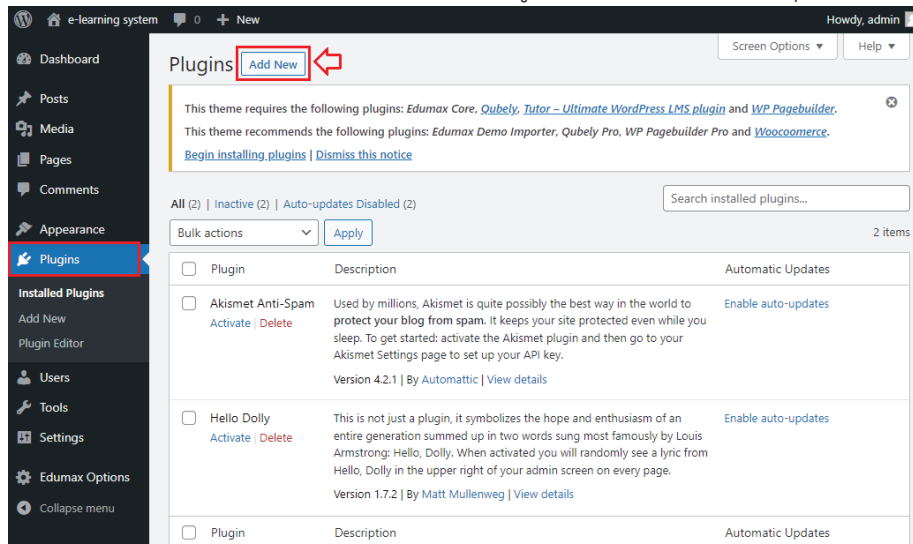 e-learning system 0 + New Howdy, admin
Screen Options ▼ Help ▼
Dashboard
Posts
Media
Pages
Comments
Appearance
Plugins
Installed Plugins
Add New
Plugin Editor
Users
Tools
Settings
Edumax Options
Collapse menu
Plugins Add New
This theme requires the following plugins: Edumax Core, Qubely, Tutor – Ultimate WordPress LMS plugin and WP Pagebuilder.
This theme recommends the following plugins: Edumax Demo Importer, Qubely Pro, WP Pagebuilder Pro and Woocoomerce.
Begin installing plugins | Dismiss this notice
All (2) | Inactive (2) | Auto-updates Disabled (2)
Search installed plugins...
Bulk actions Apply 2 items
Plugin Description Automatic Updates
Akismet Anti-Spam
Activate | Delete
Used by millions, Akismet is quite possibly the best way in the world to
protect your blog from spam. It keeps your site protected even while you
sleep. To get started: activate the Akismet plugin and then go to your
Akismet Settings page to set up your API key.
Version 4.2.1 | By Automattic | View details
Enable auto-updates
Hello Dolly
Activate | Delete
This is not just a plugin, it symbolizes the hope and enthusiasm of an
entire generation summed up in two words sung most famously by Louis
Armstrong: Hello, Dolly. When activated you will randomly see a lyric from
Hello, Dolly in the upper right of your admin screen on every page.
Version 1.7.2 | By Matt Mullenweg | View details
Enable auto-updates
Plugin Description Automatic Updates